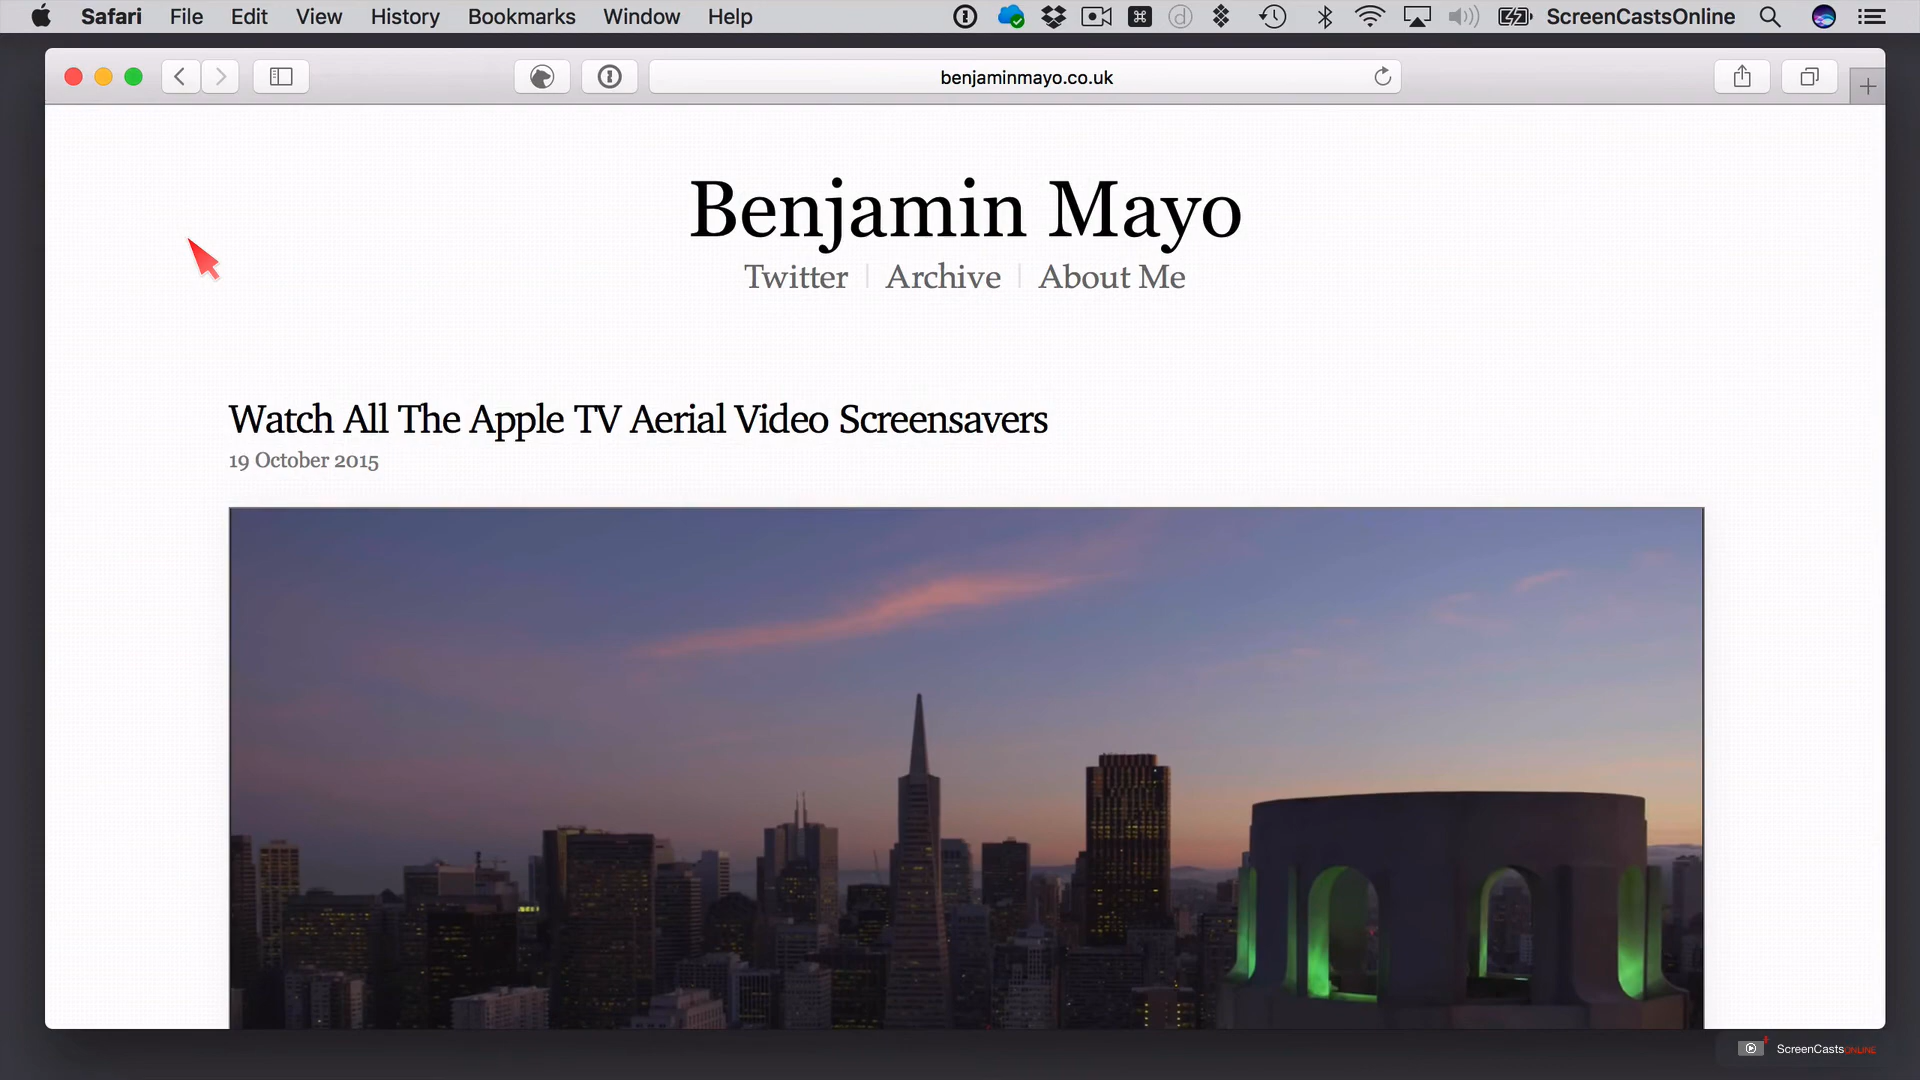 Safari File Edit View History Bookmarks Window Help ScreenCastsOnline
benjaminmayo.co.uk
Benjamin Mayo
Twitter | Archive | About Me
Watch All The Apple TV Aerial Video Screensavers
19 October 2015
ScreenCastsONLINE